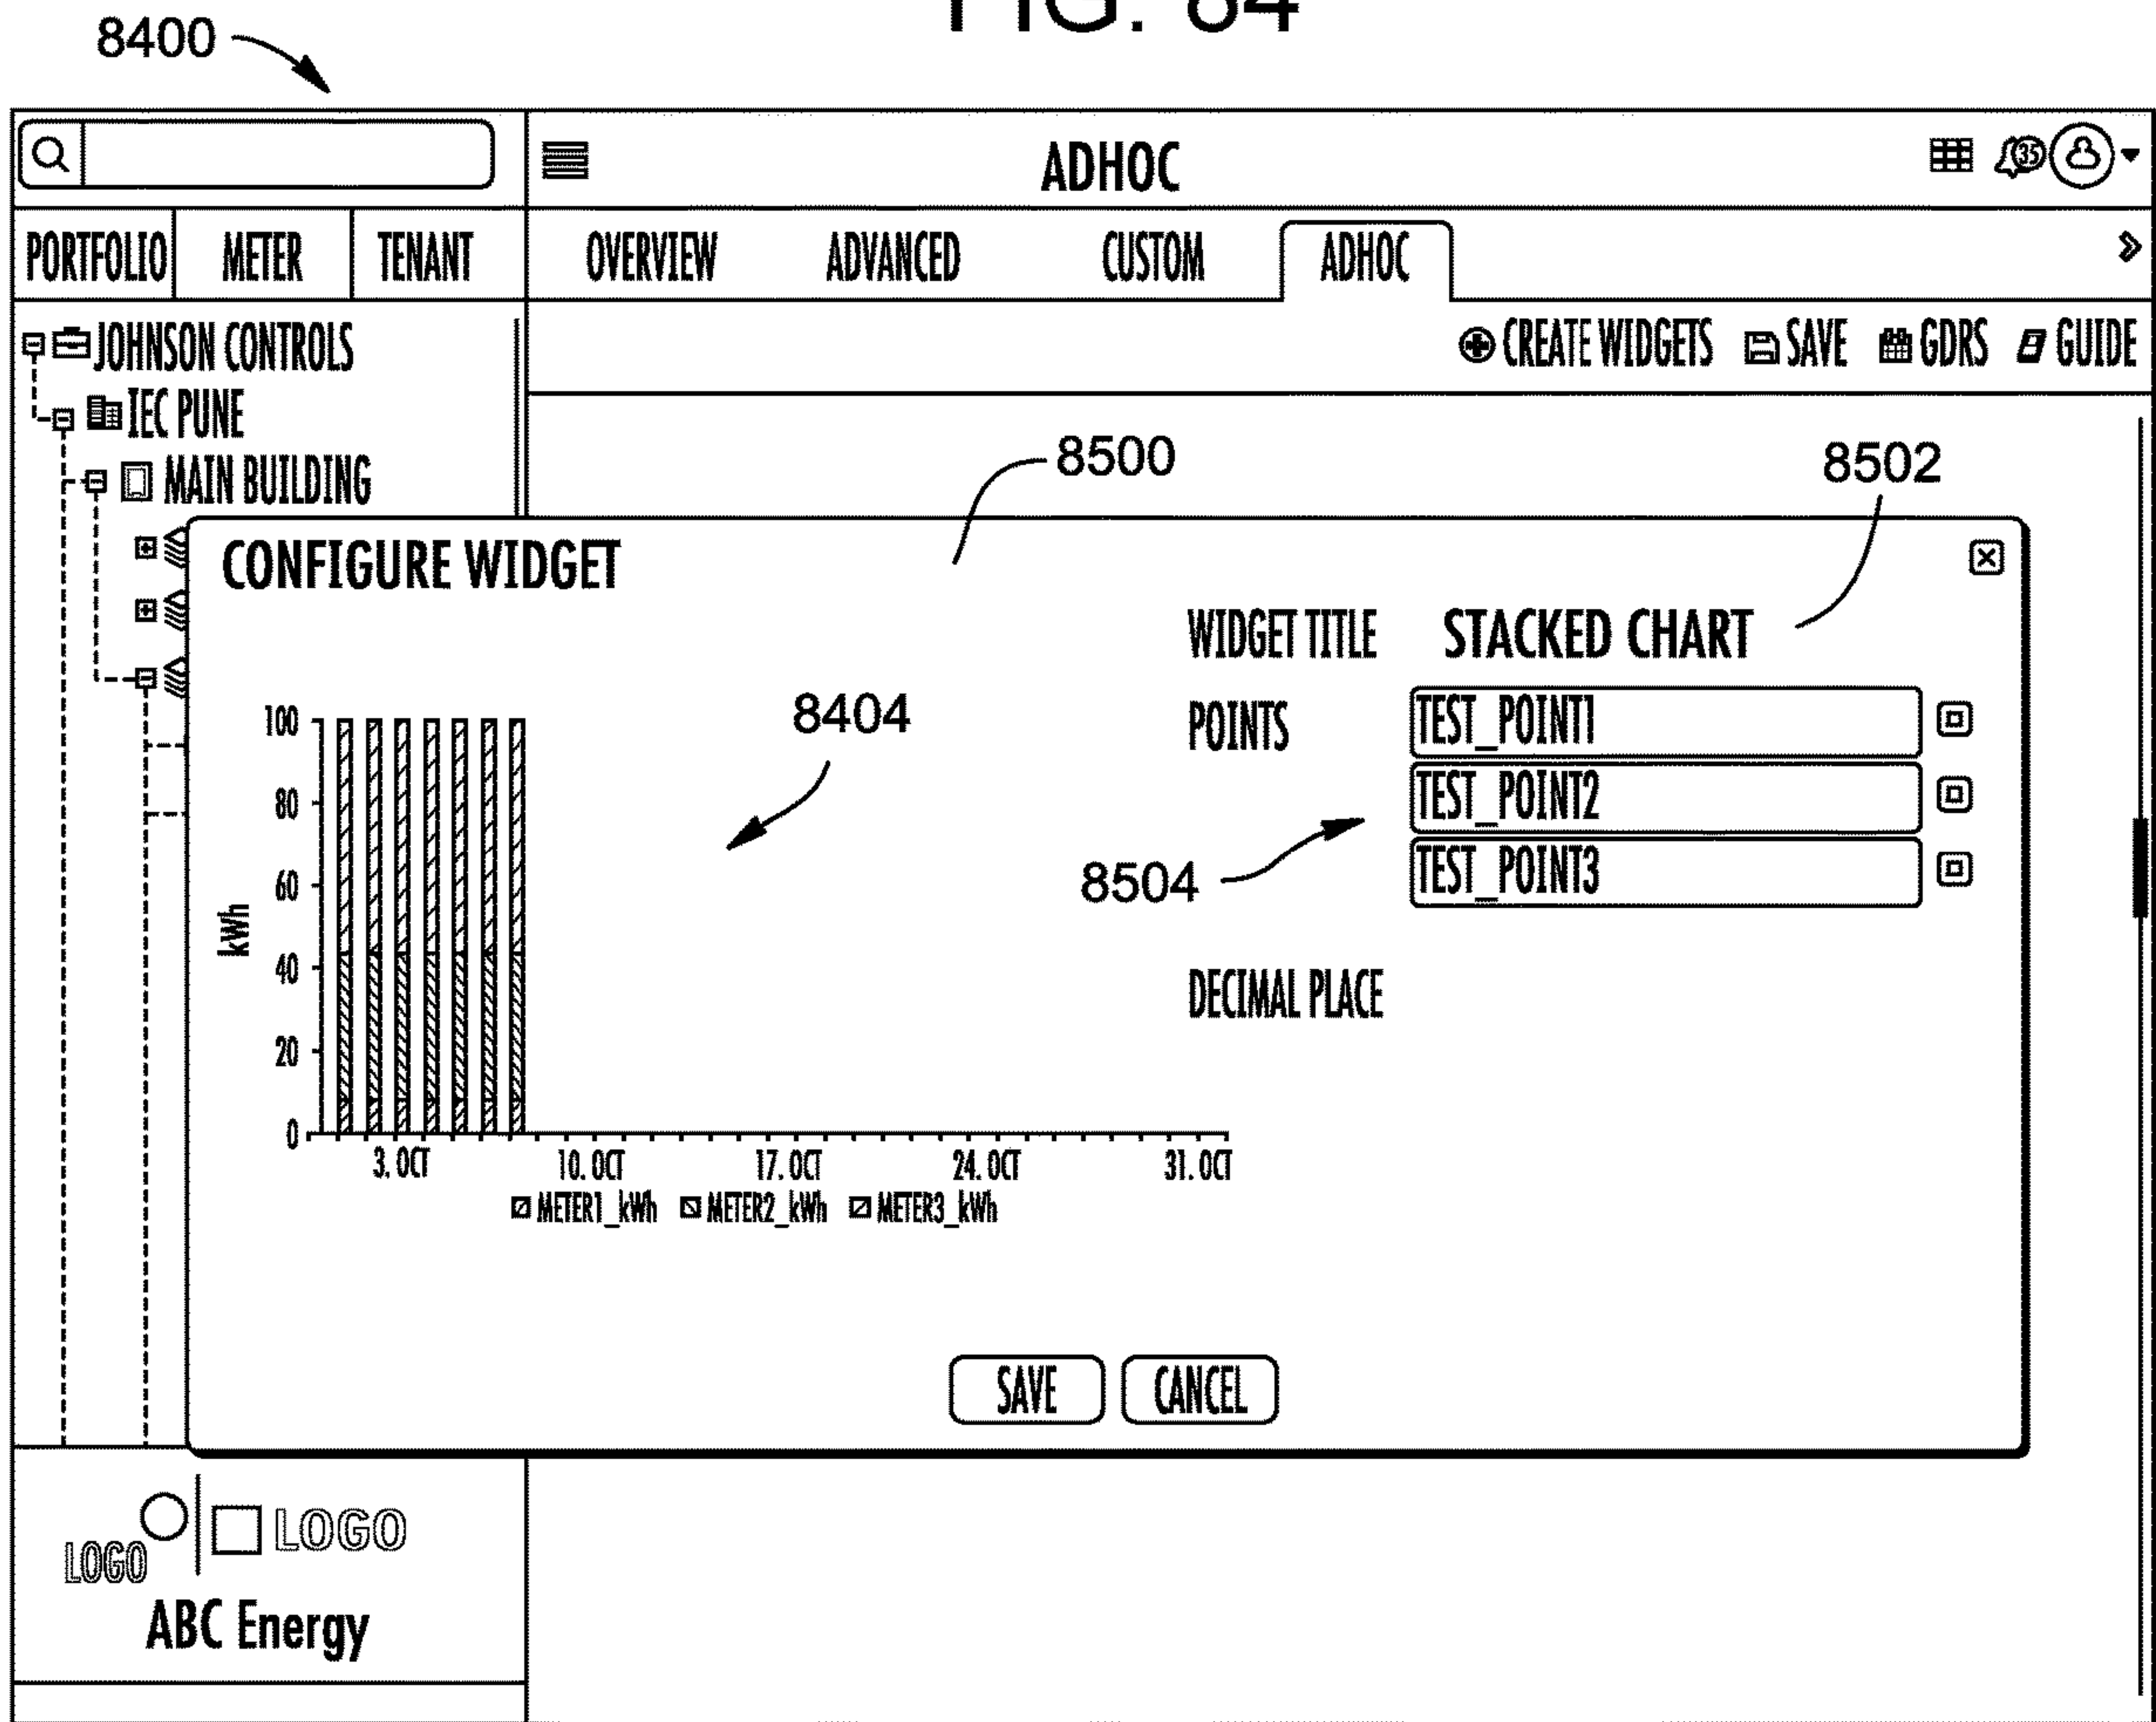 FIG. 84
8400
ADHOC
35
PORTFOLIO METER TENANT OVERVIEW ADVANCED CUSTOM ADHOC
JOHNSON CONTROLS
CREATE WIDGETS SAVE GDRS GUIDE
IEC PUNE
MAIN BUILDING
8500
8502
CONFIGURE WIDGET
WIDGET TITLE STACKED CHART
POINTS TEST_POINT1
TEST_POINT2
TEST_POINT3
8404
8504
DECIMAL PLACE
kWh
100
80
60
40
20
0
3. OCT 10. OCT 17. OCT 24. OCT 31. OCT
METER1_kWh METER2_kWh METER3_kWh
SAVE CANCEL
LOGO LOGO
ABC Energy